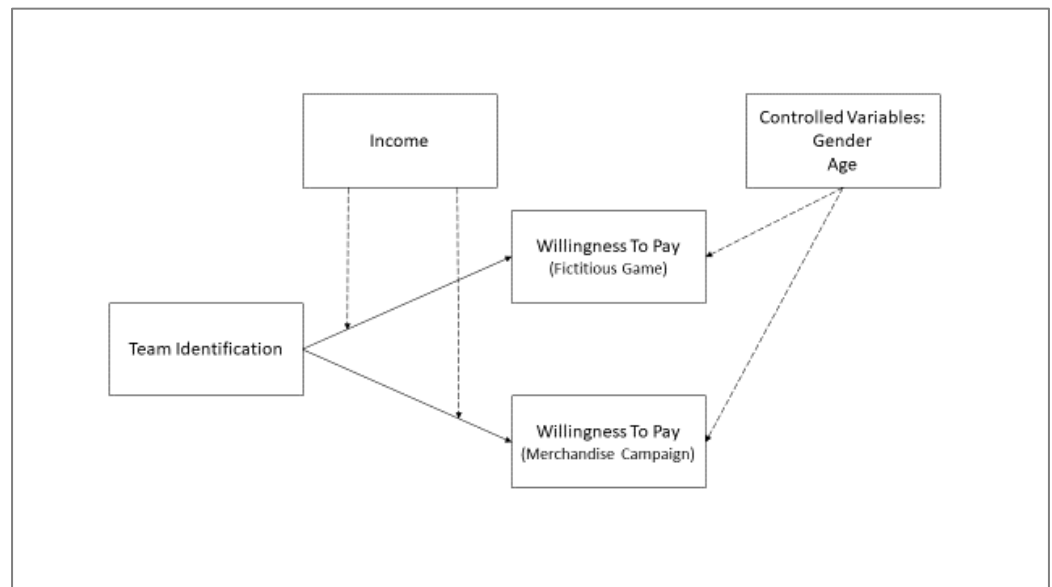 Income
Controlled Variables:
Gender
Age
Willingness To Pay
(Fictitious Game)
Team Identification
Willingness To Pay
(Merchandise Campaign)